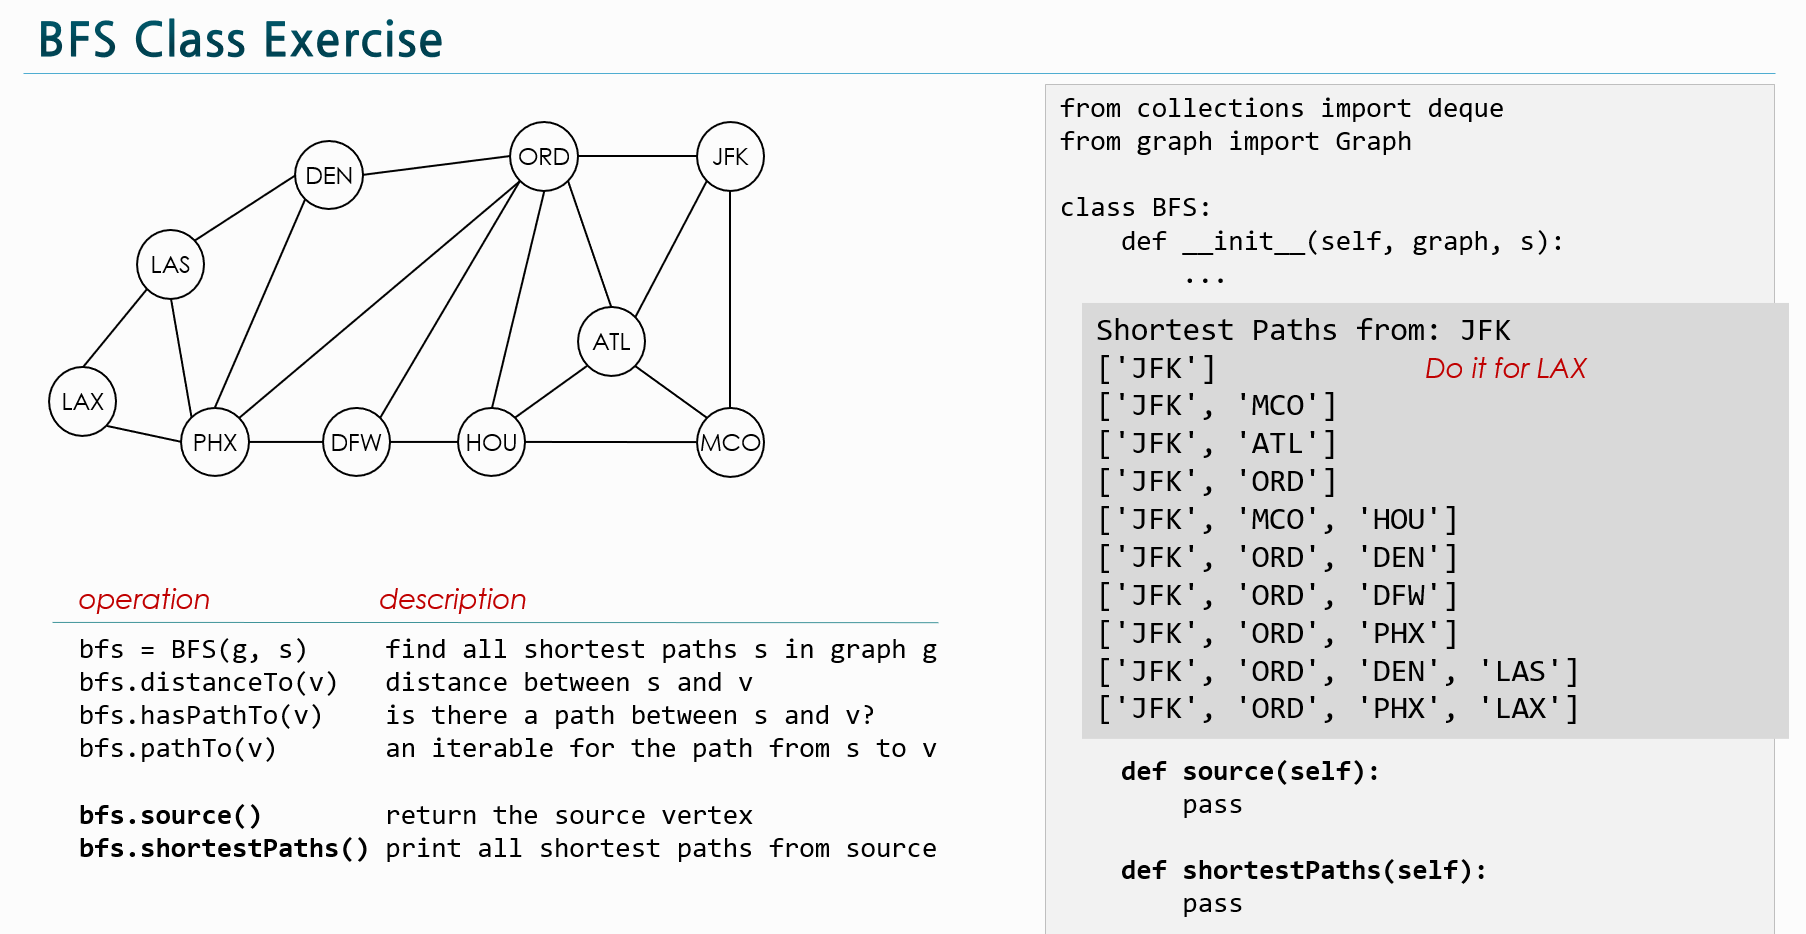 BFS Class Exercise
DEN
ORD
JFK
LAS
ATL
LAX
PHX
DFW
HOU
MCO
operation description
bfs = BFS(g, s) find all shortest paths s in graph g
bfs.distanceTo(v) distance between s and v
bfs.hasPathTo(v) is there a path between s and v?
bfs.pathTo(v) an iterable for the path from s to v
bfs.source() return the source vertex
bfs.shortestPaths() print all shortest paths from source
from collections import deque
from graph import Graph
class BFS:
def __init__(self, graph, s):
...
Shortest Paths from: JFK
['JFK']
Do it for LAX
['JFK', 'MCO']
['JFK', 'ATL']
['JFK', 'ORD']
['JFK', 'MCO', 'HOU']
['JFK', 'ORD', 'DEN']
['JFK', 'ORD', 'DFW']
['JFK', 'ORD', 'PHX']
['JFK', 'ORD', 'DEN', 'LAS']
['JFK', 'ORD', 'PHX', 'LAX']
def source(self):
pass
def shortestPaths(self):
pass